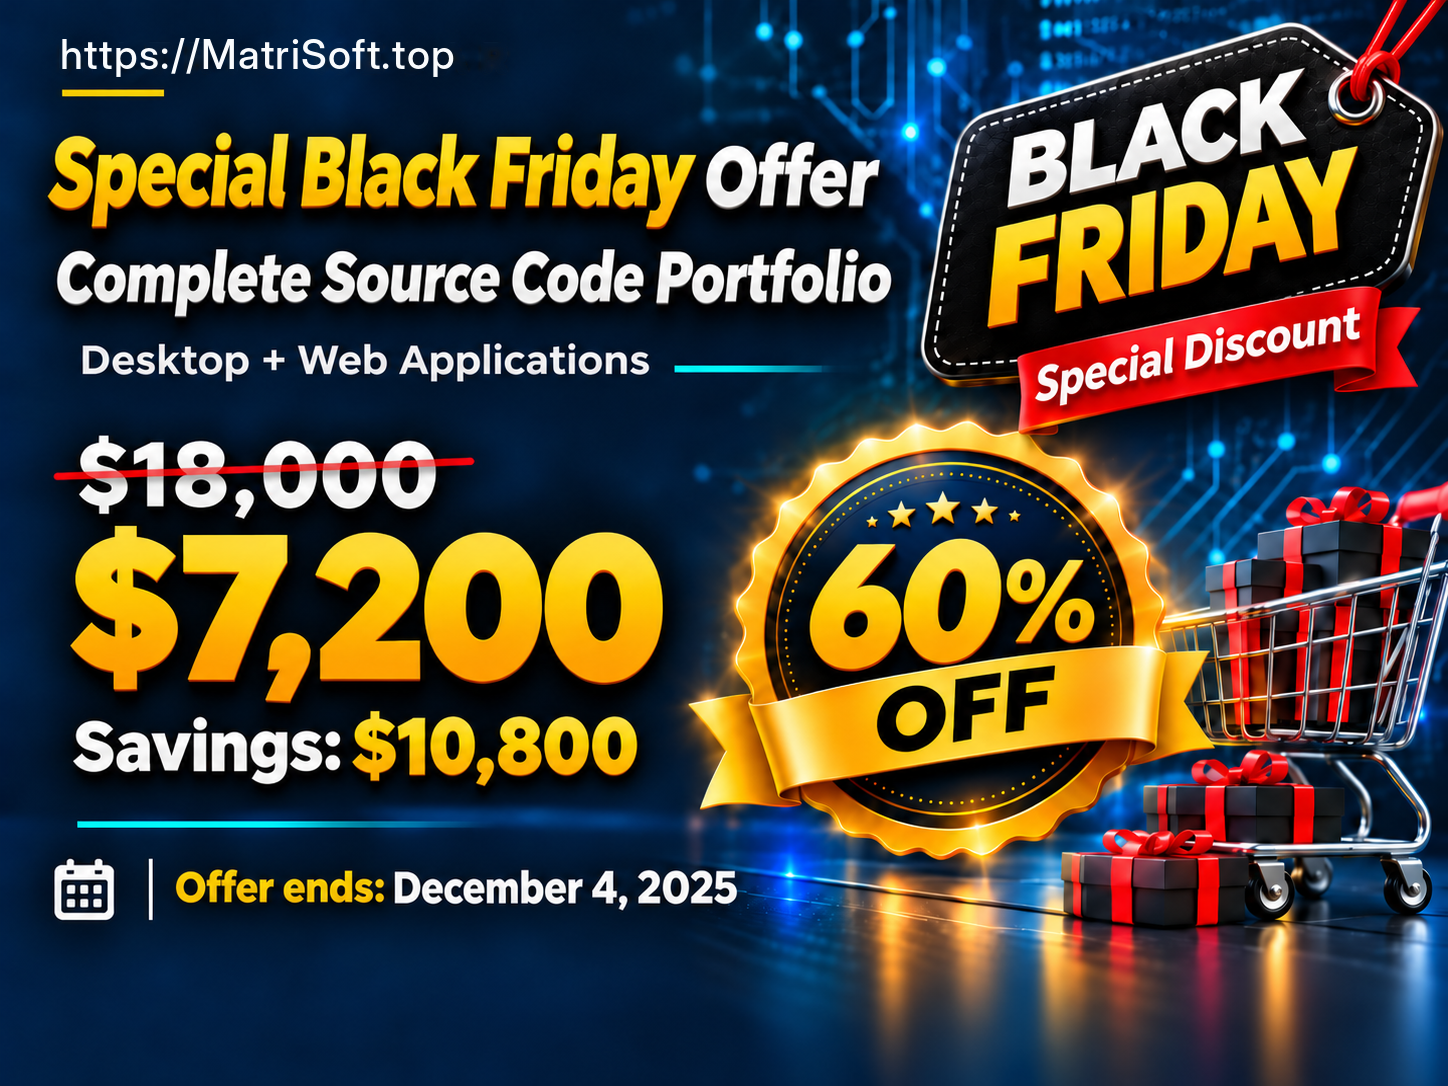 https://MatriSoft.top
Special Black Friday Offer
Complete Source Code Portfolio
Desktop + Web Applications
$18,000
$7,200
Savings: $10,800
Offer ends: December 4, 2025
BLACK
FRIDAY
Special Discount
60%
OFF